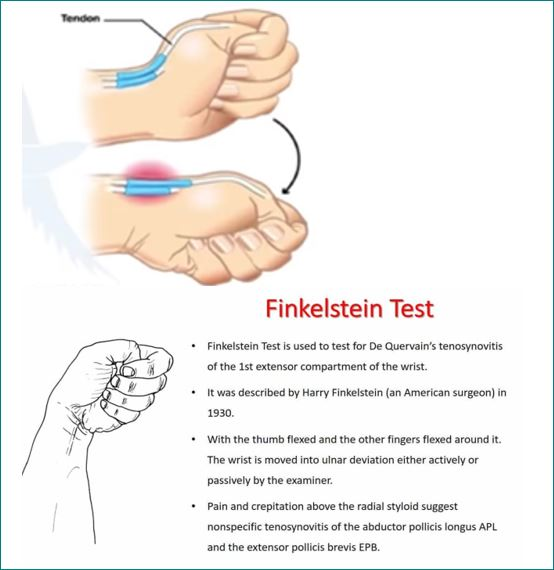 Tendon
Finkelstein Test
• Finkelstein Test is used to test for De Quervain's tenosynovitis
of the 1st extensor compartment of the wrist.
• It was described by Harry Finkelstein (an American surgeon) in
1930.
• With the thumb flexed and the other fingers flexed around it.
The wrist is moved into ulnar deviation either actively or
passively by the examiner.
• Pain and crepitation above the radial styloid suggest
nonspecific tenosynovitis of the abductor pollicis longus APL
and the extensor pollicis brevis EPB.